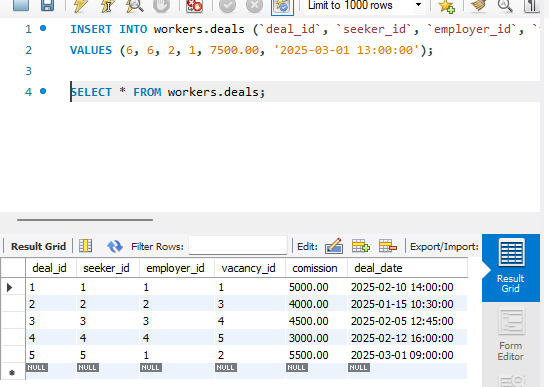 Limit to 1000 rows
1 INSERT INTO workers.deals (`deal_id`, `seeker_id`, `employer_id`, `
2 VALUES (6, 6, 2, 1, 7500.00, '2025-03-01 13:00:00');
3
4 SELECT * FROM workers.deals;
Result Grid Filter Rows: Edit: Export/Import:
deal_id seeker_id employer_id vacancy_id comission deal_date
1 1 1 1 5000.00 2025-02-10 14:00:00
2 2 2 3 4000.00 2025-01-15 10:30:00
3 3 3 4 4500.00 2025-02-05 12:45:00
4 4 4 5 3000.00 2025-02-12 16:00:00
5 5 1 2 5500.00 2025-03-01 09:00:00
NULL NULL NULL NULL NULL NULL
Result
Grid
Form
Editor